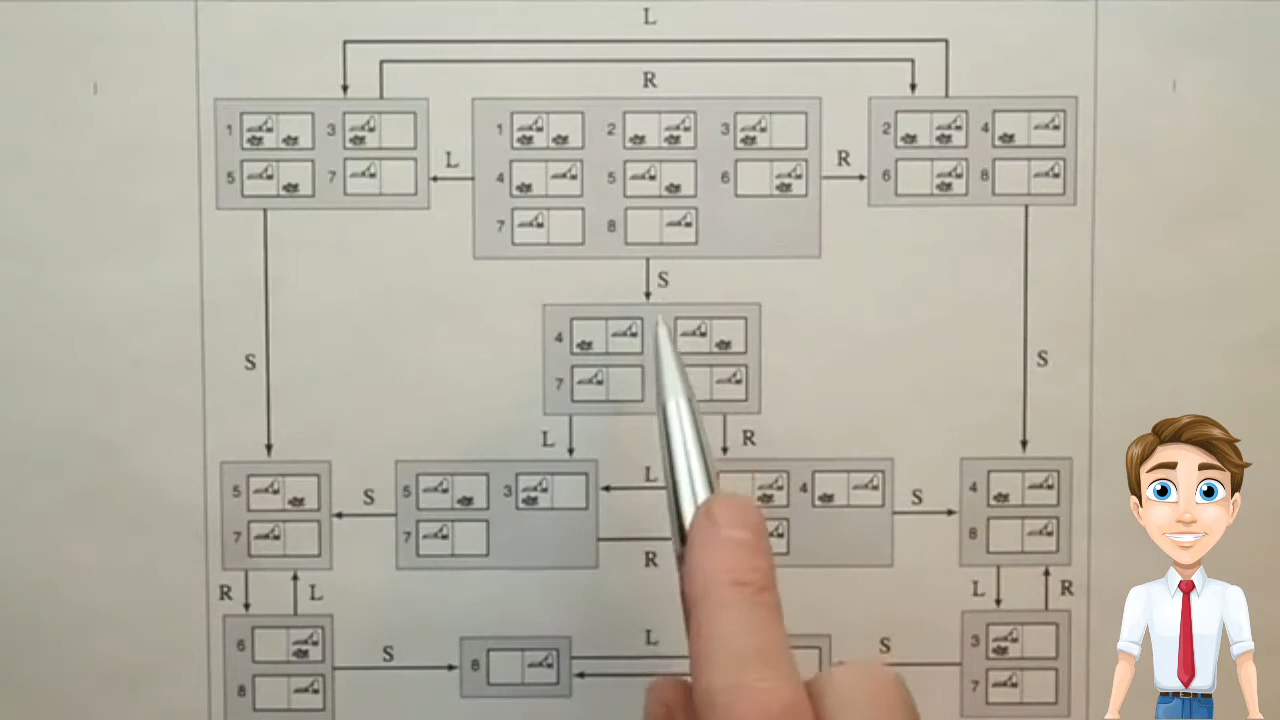 L
R
1 3 1 2 3 2 4
L R
5 7 4 5 6 6 8
7 8
S
4
S S
7
L R
5 5 3 L 4 4
S S
7 7 8
R
R L L R
6 L 3
S S
8
8 7